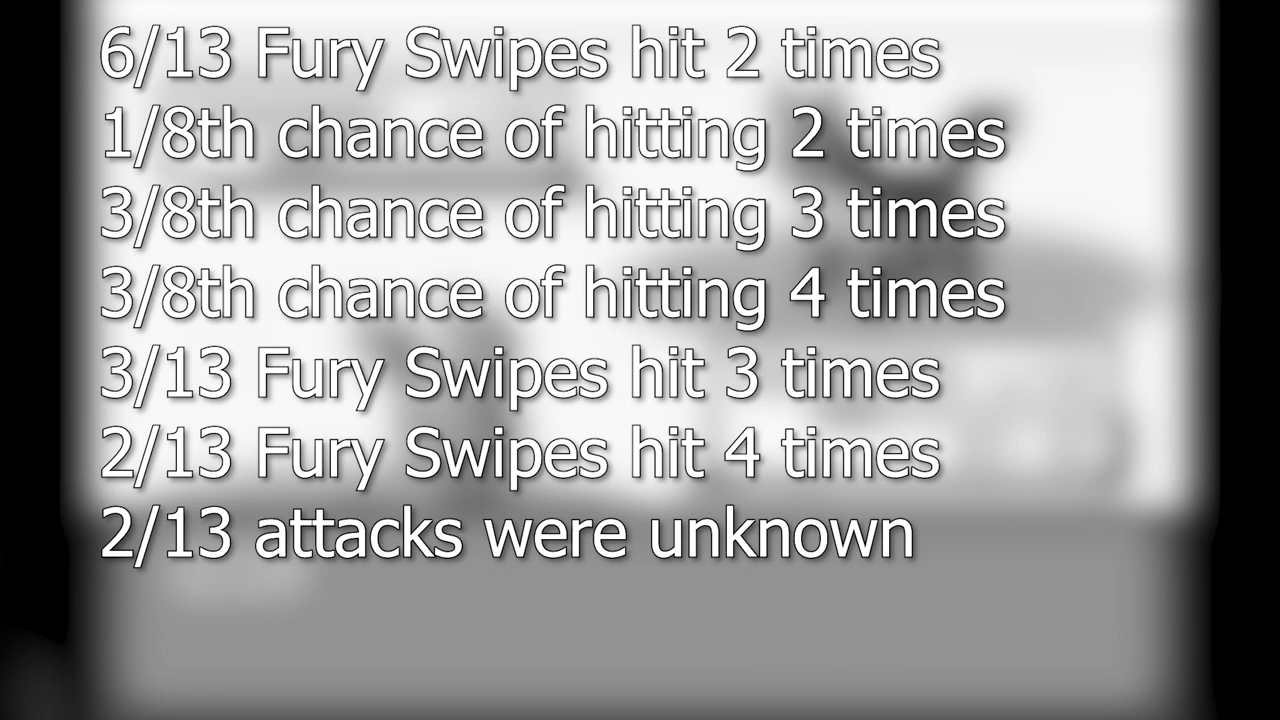 6/13 Fury Swipes hit 2 times
1/8th chance of hitting 2 times
3/8th chance of hitting 3 times
3/8th chance of hitting 4 times
3/13 Fury Swipes hit 3 times
2/13 Fury Swipes hit 4 times
2/13 attacks were unknown